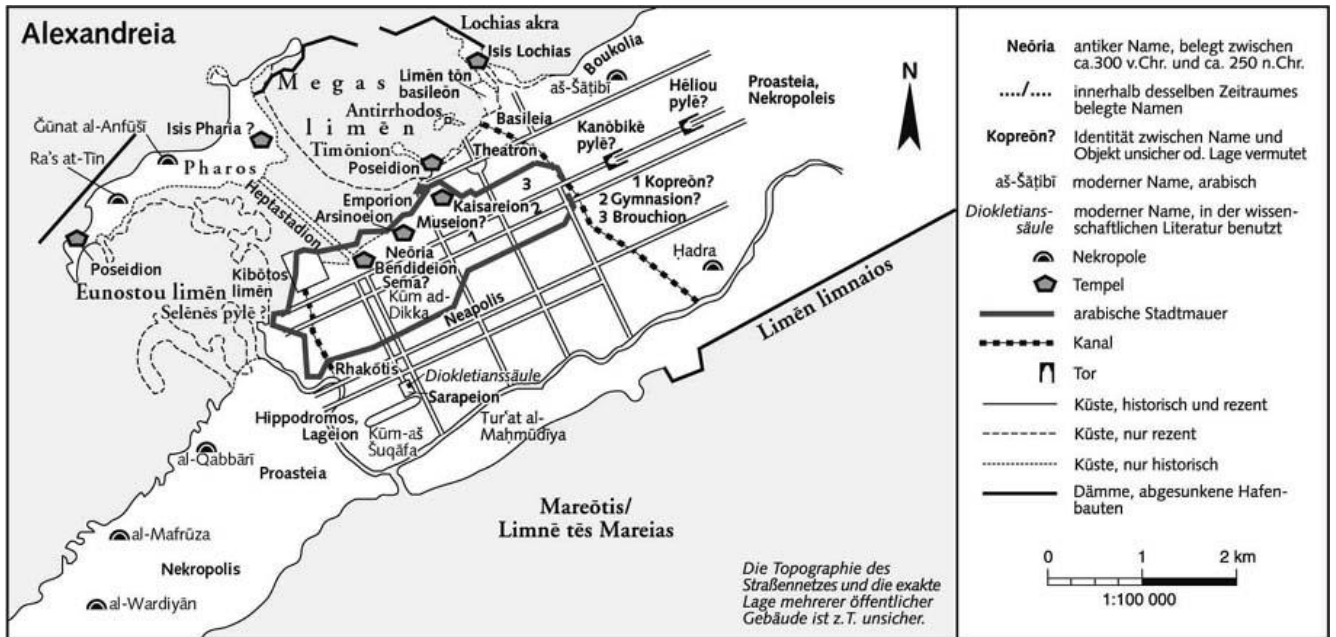 Alexandreia
Lochias akra
Isis Lochias
Boukolia
aš-Šāṭibī
Megas
limēn
Limēn tōn
basileōn
Antirrhodos
Basileia
Hēliou
pylē?
Proasteia,
Nekropoleis
N
Ǧūnat al-Anfūšī
Isis Pharia ?
Ra's at-Tīn
Pharos
Timōnion
Poseidion
Theatron
Kanōbikē
pylē?
Heptastadion
Emporion
Arsinoeion
Kaisareion
Museion?
3
2
1
1 Kopreōn?
2 Gymnasion?
3 Brouchion
Poseidion
Eunostou limēn
Selēnēs pylē ?
Kibōtos
limēn
Neōria
Bendideion
Sema?
Kūm ad-
Dikka
Neapolis
Ḥadra
Limēn limnaios
Rhakōtis
Diokletianssäule
Sarapeion
Hippodromos,
Lageion
Kūm-aš
Šuqāfa
Tur'at al-
Maḥmūdīya
al-Qabbārī
Proasteia
Mareōtis/
Limnē tēs Mareias
al-Mafrūza
Nekropolis
al-Wardiyān
Die Topographie des
Straßennetzes und die exakte
Lage mehrerer öffentlicher
Gebäude ist z.T. unsicher.
Neōria antiker Name, belegt zwischen
ca.300 v.Chr. und ca. 250 n.Chr.
..../.... innerhalb desselben Zeitraumes
belegte Namen
Kopreōn? Identität zwischen Name und
Objekt unsicher od. Lage vermutet
aš-Šāṭibī moderner Name, arabisch
Diokletians- moderner Name, in der wissen-
säule schaftlichen Literatur benutzt
Nekropole
Tempel
arabische Stadtmauer
Kanal
Tor
Küste, historisch und rezent
Küste, nur rezent
Küste, nur historisch
Dämme, abgesunkene Hafen-
bauten
0 1 2 km
1:100 000